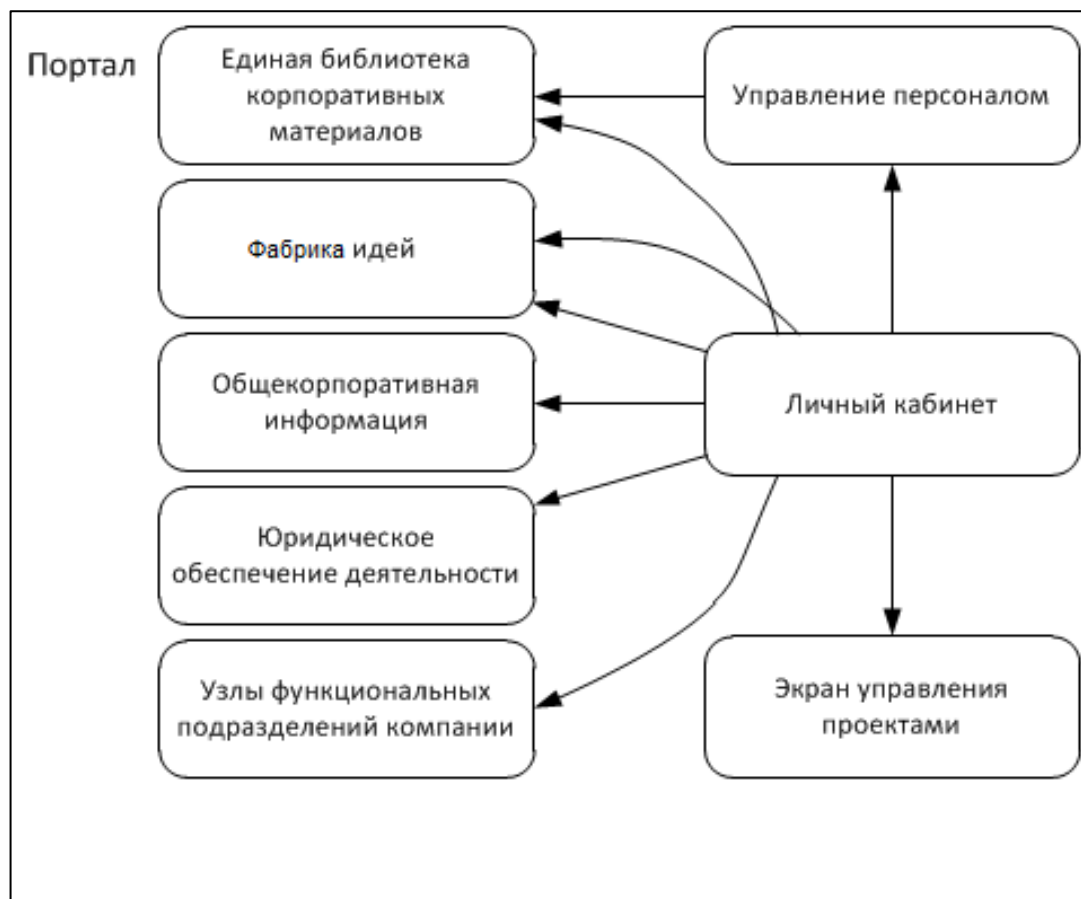 Портал
Единая библиотека
корпоративных
материалов
Управление персоналом
Фабрика идей
Общекорпоративная
информация
Личный кабинет
Юридическое
обеспечение деятельности
Узлы функциональных
подразделений компании
Экран управления
проектами